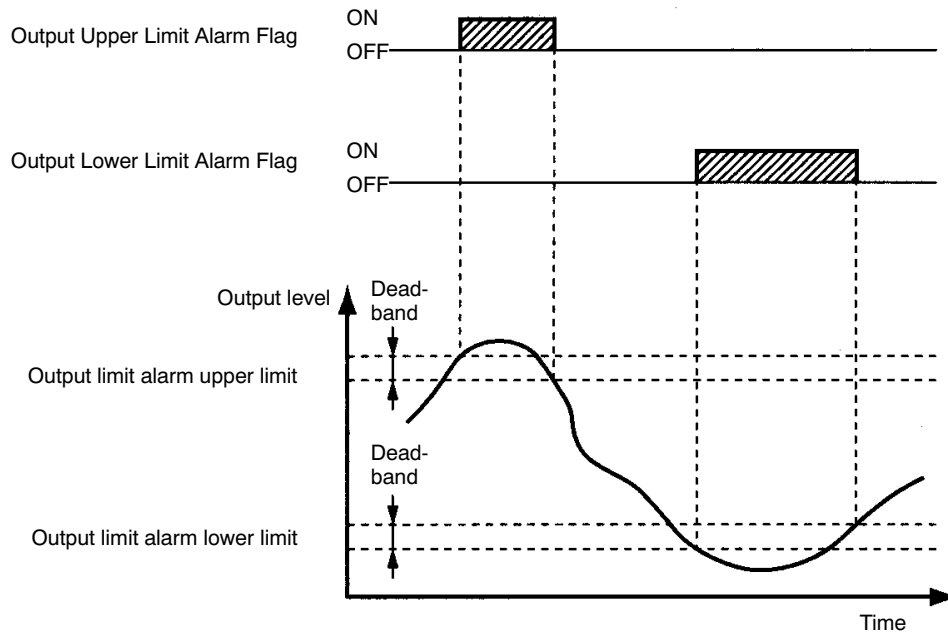 Output Upper Limit Alarm Flag
ON
OFF
Output Lower Limit Alarm Flag
ON
OFF
Output level
Dead-
band
Output limit alarm upper limit
Dead-
band
Output limit alarm lower limit
Time